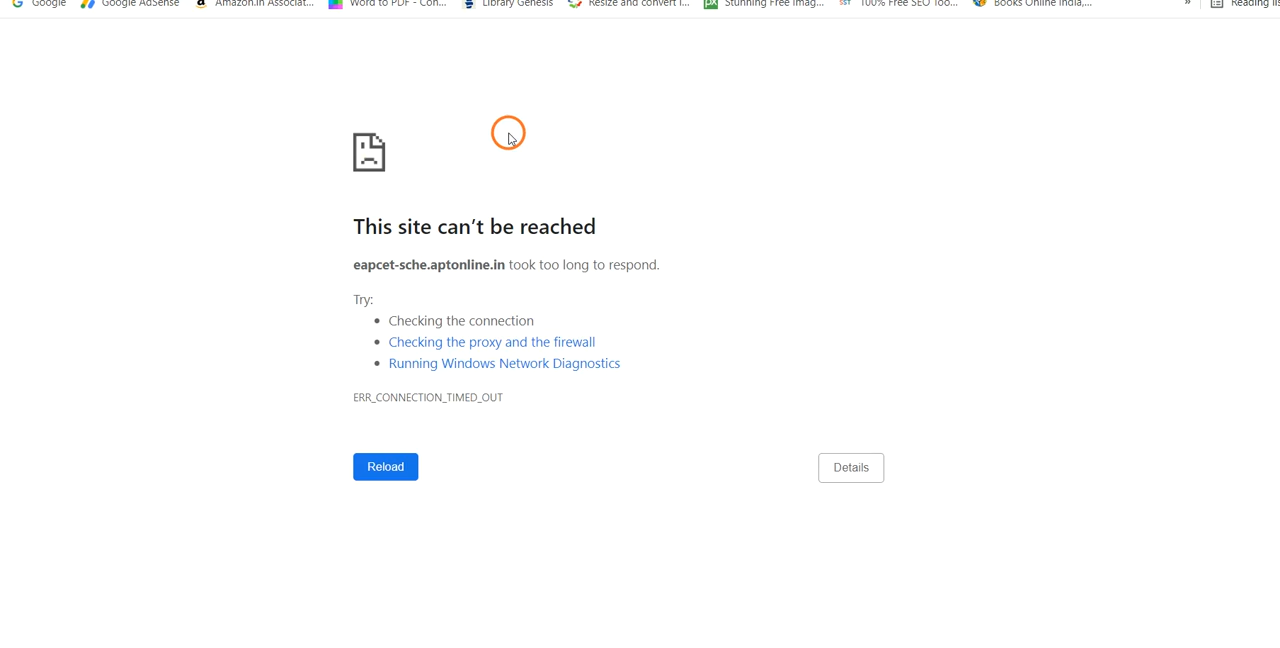 Google Google AdSense Amazon.in Associat... Word to PDF - Con... Library Genesis Resize and convert i... Stunning Free Imag... 100% Free SEO Too... Books Online India,... » Reading lis
This site can't be reached
eapcet-sche.aptonline.in took too long to respond.
Try:
• Checking the connection
• Checking the proxy and the firewall
• Running Windows Network Diagnostics
ERR_CONNECTION_TIMED_OUT
Reload Details